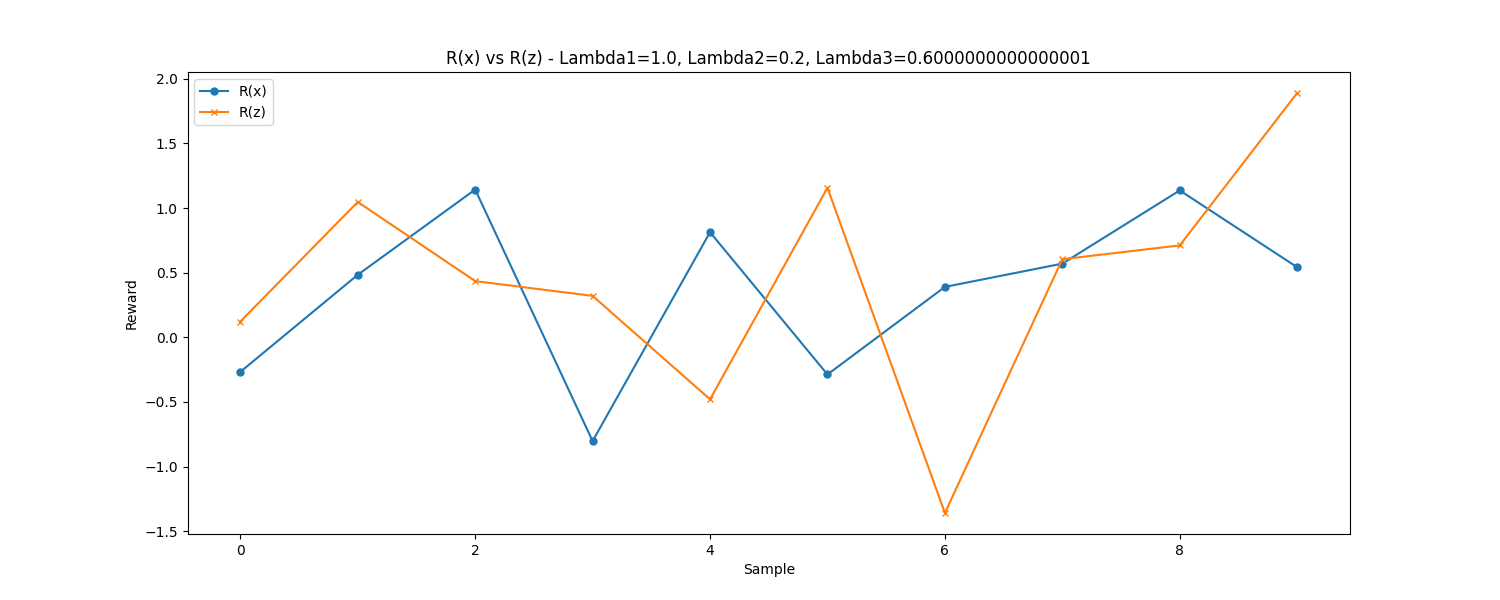 R(x) vs R(z) - Lambda1=1.0, Lambda2=0.2, Lambda3=0.6000000000000001
R(x)
R(z)
2.0
1.5
1.0
0.5
0.0
−0.5
−1.0
−1.5
Reward
0 2 4 6 8
Sample